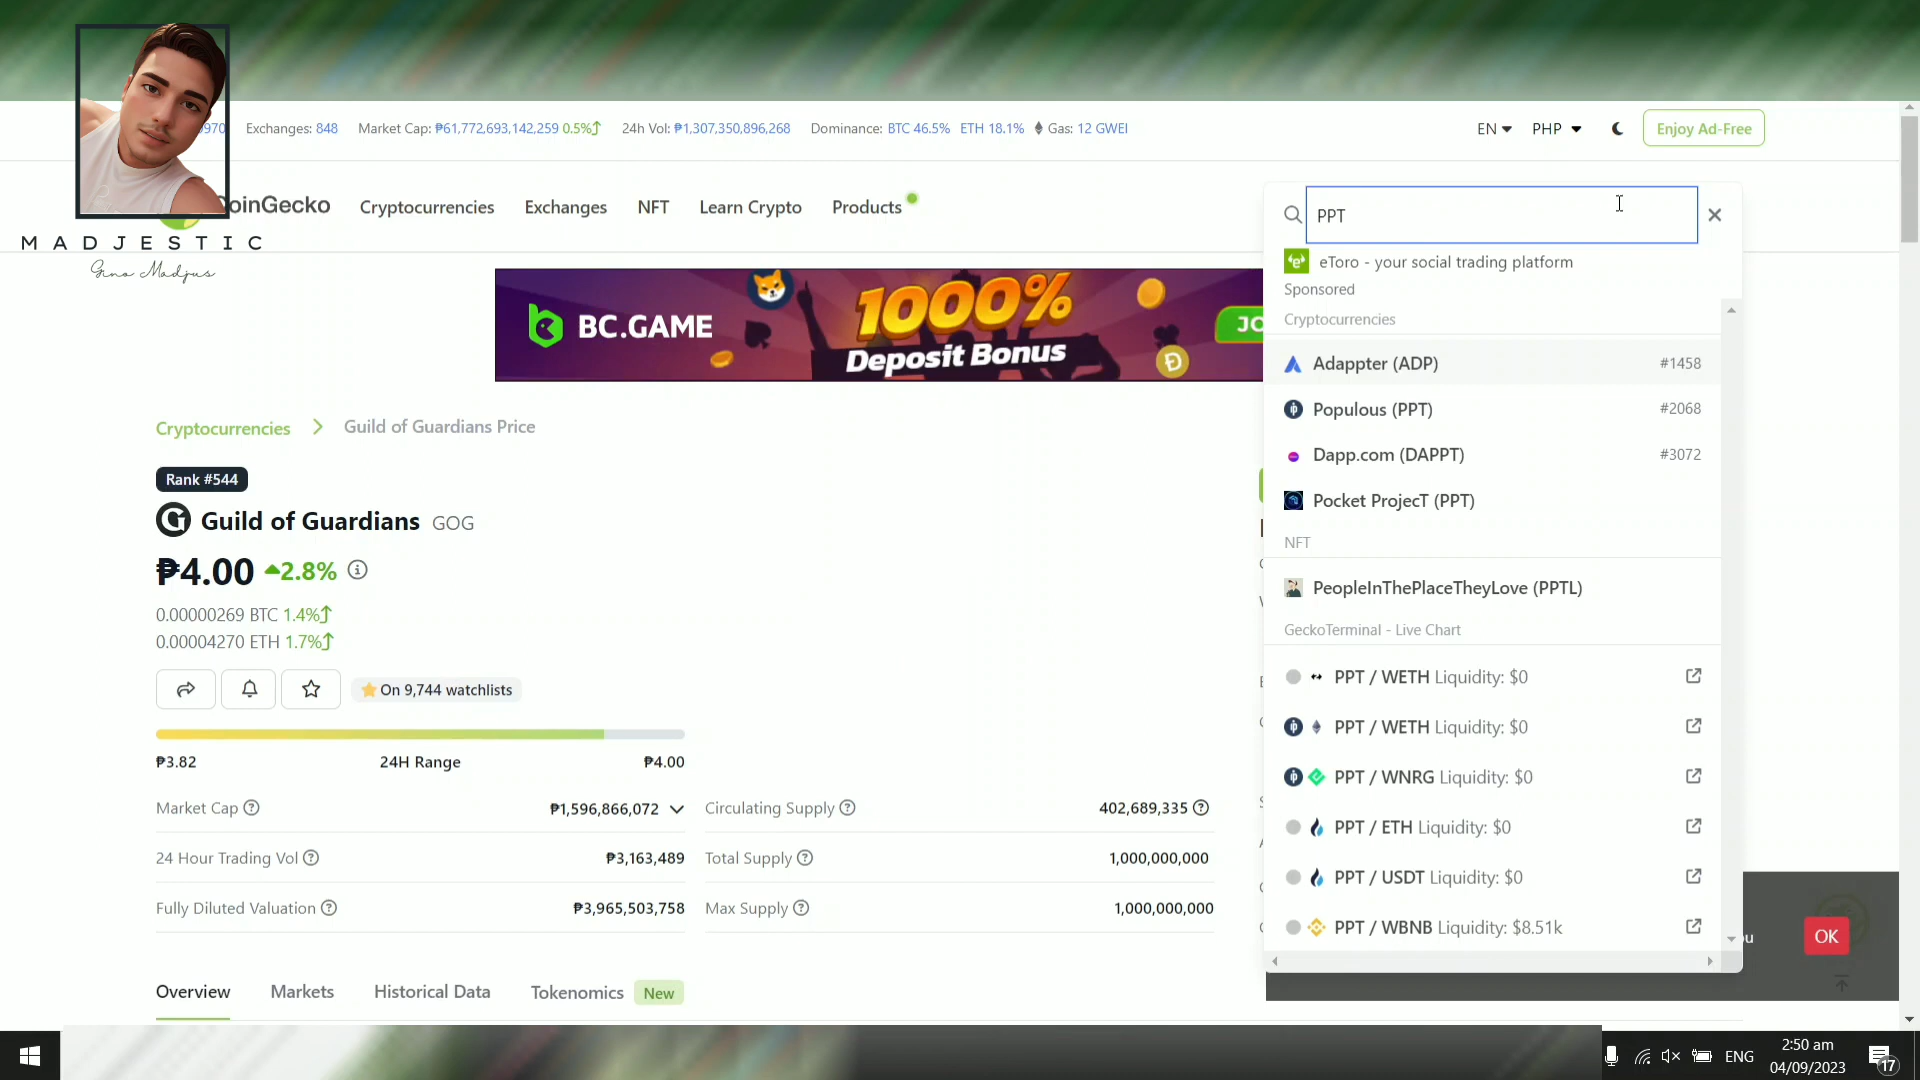 970 Exchanges: 848 Market Cap: ₱61,772,693,142,259 0.5% 24h Vol: ₱1,307,350,896,268 Dominance: BTC 46.5% ETH 18.1% Gas: 12 GWEI
EN PHP Enjoy Ad-Free
oinGecko Cryptocurrencies Exchanges NFT Learn Crypto Products
MADJESTIC
Gino Madjus
PPT
eToro - your social trading platform
Sponsored
Cryptocurrencies
Adappter (ADP) #1458
Populous (PPT) #2068
Dapp.com (DAPPT) #3072
Pocket ProjecT (PPT)
NFT
PeopleInThePlaceTheyLove (PPTL)
GeckoTerminal - Live Chart
PPT / WETH Liquidity: $0
PPT / WETH Liquidity: $0
PPT / WNRG Liquidity: $0
PPT / ETH Liquidity: $0
PPT / USDT Liquidity: $0
PPT / WBNB Liquidity: $8.51k
BC.GAME
1000%
Deposit Bonus
JO
Cryptocurrencies > Guild of Guardians Price
Rank #544
Guild of Guardians GOG
₱4.00 2.8%
0.00000269 BTC 1.4%
0.00004270 ETH 1.7%
On 9,744 watchlists
₱3.82 24H Range ₱4.00
Market Cap ₱1,596,866,072 Circulating Supply 402,689,335
24 Hour Trading Vol ₱3,163,489 Total Supply 1,000,000,000
Fully Diluted Valuation ₱3,965,503,758 Max Supply 1,000,000,000
Overview Markets Historical Data Tokenomics New
ou OK
ENG
2:50 am
04/09/2023
17